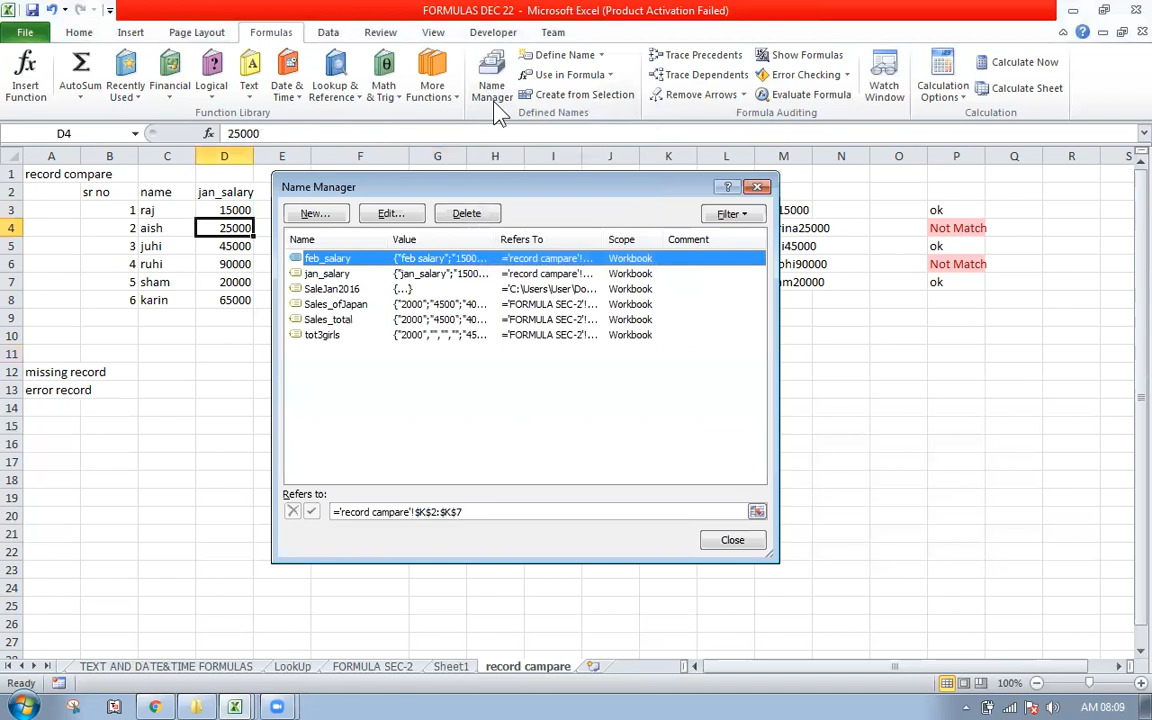 FORMULAS DEC 22 - Microsoft Excel (Product Activation Failed)
File Home Insert Page Layout Formulas Data Review View Developer Team
Insert Function
AutoSum
Recently Used
Financial
Logical
Text
Date & Time
Lookup & Reference
Math & Trig
More Functions
Function Library
Name Manager
Define Name
Use in Formula
Create from Selection
Defined Names
Trace Precedents
Trace Dependents
Remove Arrows
Show Formulas
Error Checking
Evaluate Formula
Formula Auditing
Watch Window
Calculation Options
Calculate Now
Calculate Sheet
Calculation
D4 fx 25000
A B C D E F G H I J K L M N O P Q R S
1 record compare
2 sr no name jan_salary
3 1 raj 15000 ok
4 2 aish 25000 Not Match
5 3 juhi 45000 ok
6 4 ruhi 90000 Not Match
7 5 sham 20000 ok
8 6 karin 65000
9
10
11
12 missing record
13 error record
14
15
16
17
18
19
20
21
22
23
24
25
26
27
Name Manager
New... Edit... Delete Filter
Name Value Refers To Scope Comment
feb_salary {"feb salary";"1500... ='record campare'!... Workbook
jan_salary {"jan_salary";"1500... ='record campare'!... Workbook
SaleJan2016 {...} ='C:\Users\User\Do... Workbook
Sales_ofJapan {"2000";"4500";"40... ='FORMULA SEC-2'!... Workbook
Sales_total {"2000";"4500";"40... ='FORMULA SEC-2'!... Workbook
tot3girls {"2000","","","";"45... ='FORMULA SEC-2'!... Workbook
Refers to:
='record campare'!$K$2:$K$7
Close
TEXT AND DATE&TIME FORMULAS LookUp FORMULA SEC-2 Sheet1 record campare
Ready 100%
AM 08:09